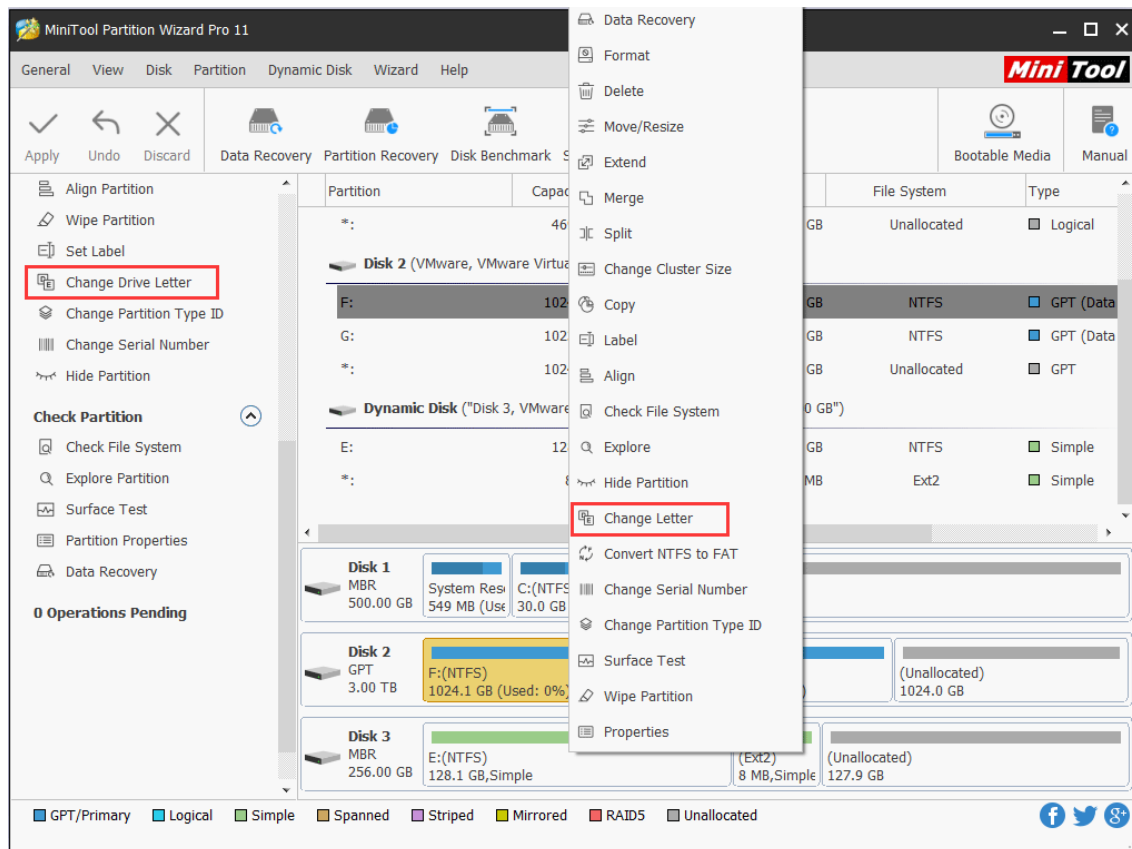 MiniTool Partition Wizard Pro 11
General View Disk Partition Dynamic Disk Wizard Help
Mini Tool
Apply Undo Discard Data Recovery Partition Recovery Disk Benchmark S
Bootable Media Manual
Align Partition
Wipe Partition
Set Label
Change Drive Letter
Change Partition Type ID
Change Serial Number
Hide Partition
Check Partition
Check File System
Explore Partition
Surface Test
Partition Properties
Data Recovery
0 Operations Pending
Partition Capac File System Type
*: 46 GB Unallocated Logical
Disk 2 (VMware, VMware Virtua
F: 102 GB NTFS GPT (Data
G: 102 GB NTFS GPT (Data
*: 102 GB Unallocated GPT
Dynamic Disk ("Disk 3, VMware 0 GB")
E: 12 GB NTFS Simple
*: MB Ext2 Simple
Data Recovery
Format
Delete
Move/Resize
Extend
Merge
Split
Change Cluster Size
Copy
Label
Align
Check File System
Explore
Hide Partition
Change Letter
Convert NTFS to FAT
Change Serial Number
Change Partition Type ID
Surface Test
Wipe Partition
Properties
Disk 1
MBR
500.00 GB
System Res
549 MB (Use
C:(NTFS
30.0 GB
Disk 2
GPT
3.00 TB
F:(NTFS)
1024.1 GB (Used: 0%)
(Unallocated)
1024.0 GB
Disk 3
MBR
256.00 GB
E:(NTFS)
128.1 GB,Simple
(Ext2)
8 MB,Simple
(Unallocated)
127.9 GB
GPT/Primary Logical Simple Spanned Striped Mirrored RAID5 Unallocated